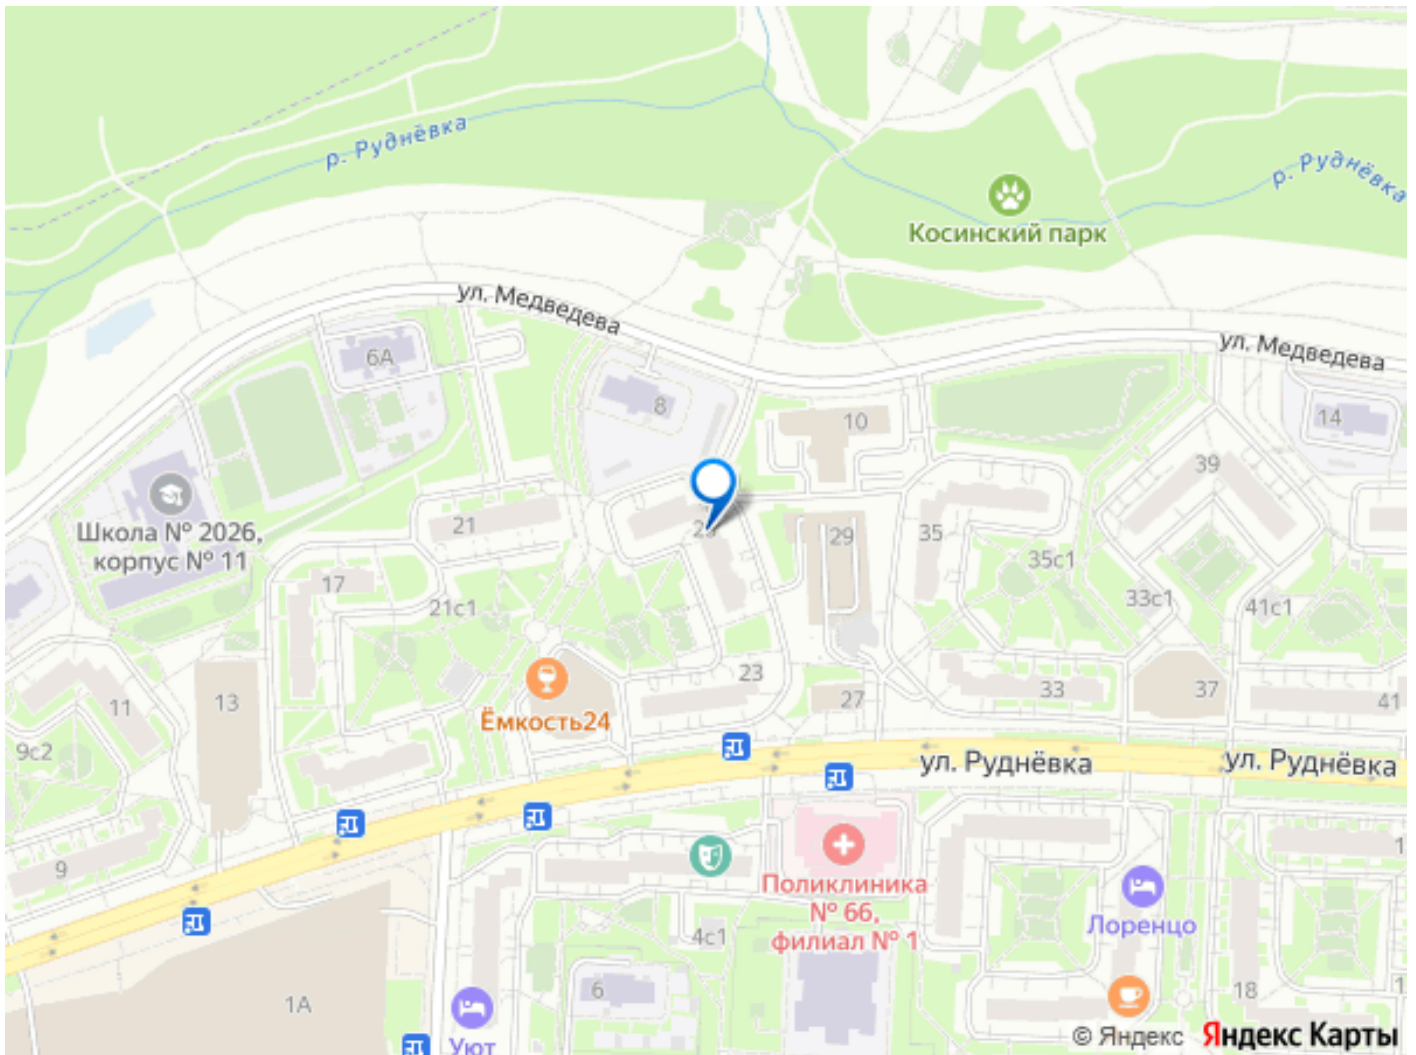 р. Руднёвка
р. Руднёвка
Косинский парк
ул. Медведева
ул. Медведева
6А
8
10
14
39
Школа № 2026,
корпус № 11
21
29
35
35с1
17
21с1
33с1
41с1
23
33
37
41
11
13
27
9с2
Ёмкость24
ул. Руднёвка
ул. Руднёвка
9
Поликлиника
№ 66,
филиал № 1
Лоренцо
4с1
6
18
1А
Уют
© Яндекс
Яндекс Карты